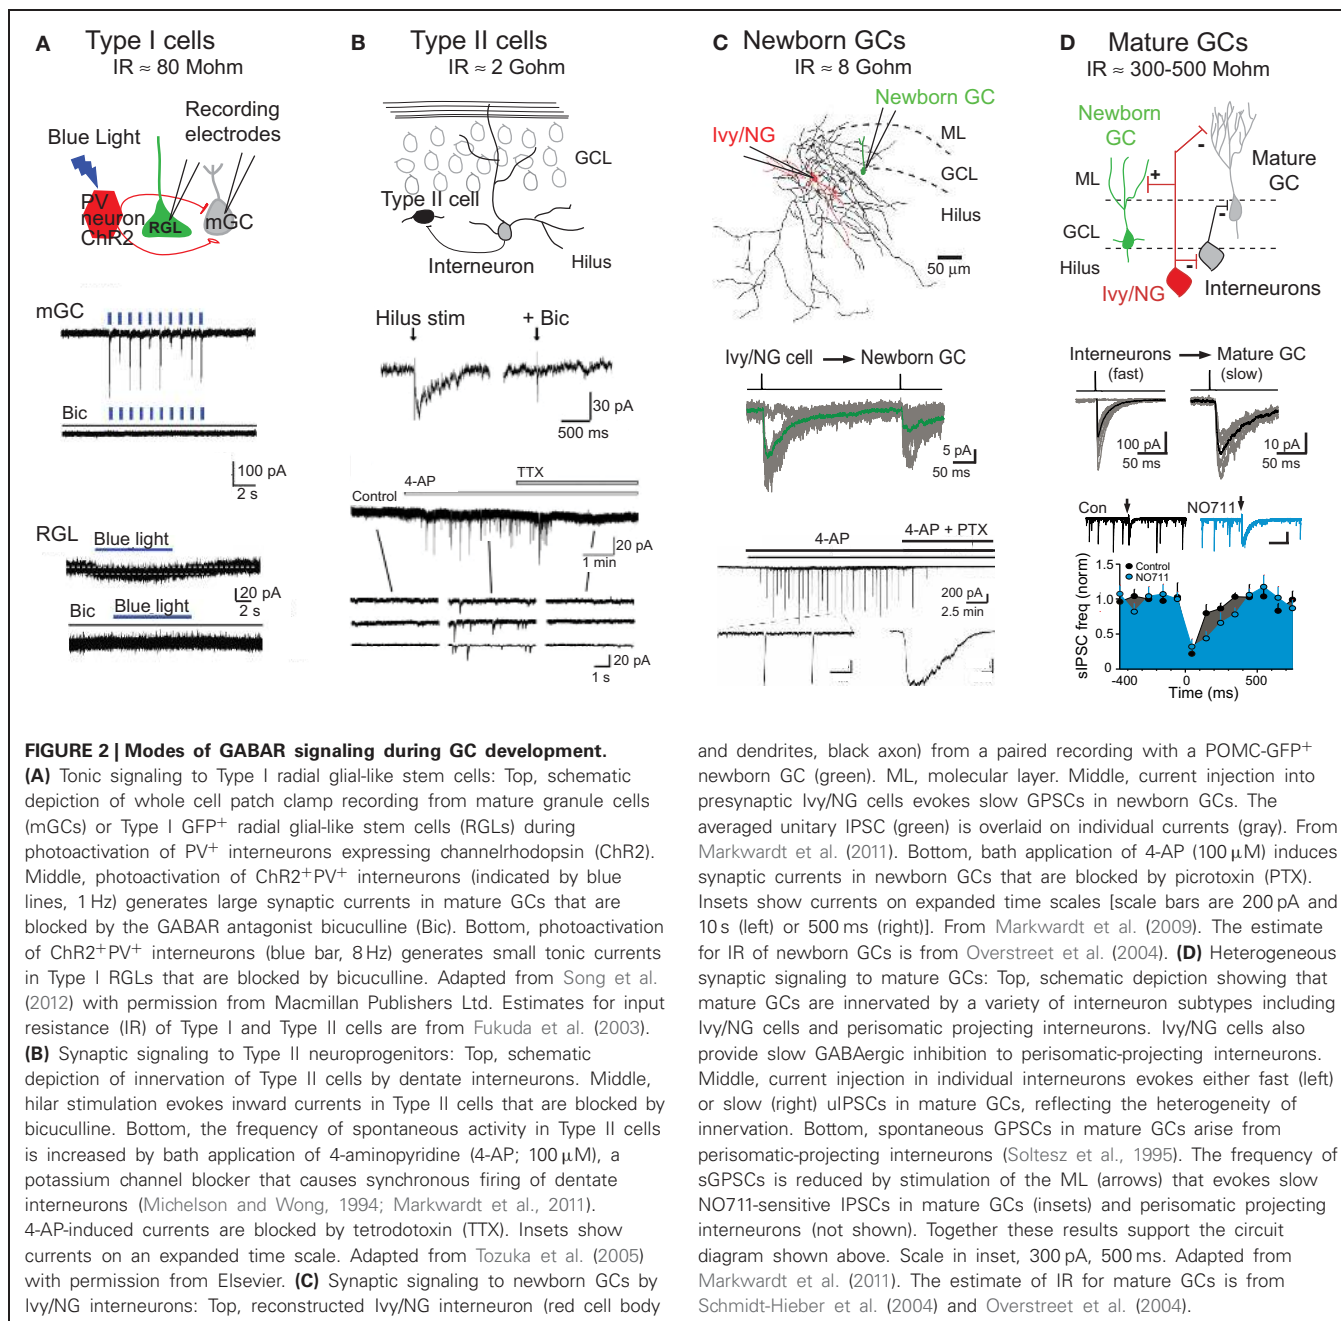 A Type I cells
IR ≈ 80 Mohm
Recording
electrodes
Blue Light
PV
neuron
ChR2
RGL
mGC
mGC
Bic
100 pA
2 s
RGL
Blue light
20 pA
2 s
Bic
Blue light
B Type II cells
IR ≈ 2 Gohm
GCL
Type II cell
Interneuron
Hilus
Hilus stim
+ Bic
30 pA
500 ms
TTX
4-AP
Control
20 pA
1 min
20 pA
1 s
C Newborn GCs
IR ≈ 8 Gohm
Newborn GC
Ivy/NG
ML
GCL
Hilus
50 μm
Ivy/NG cell → Newborn GC
5 pA
50 ms
4-AP + PTX
4-AP
200 pA
2.5 min
D Mature GCs
IR ≈ 300-500 Mohm
Newborn
GC
Mature
GC
ML
+
-
-
GCL
Hilus
-
Ivy/NG
Interneurons
Interneurons → Mature GC
(fast) (slow)
100 pA
50 ms
10 pA
50 ms
Con
NO711
1.5
Control
NO711
1.0
0.5
0
sIPSC freq (norm)
-400 0 500
Time (ms)
FIGURE 2 | Modes of GABAR signaling during GC development.
(A) Tonic signaling to Type I radial glial-like stem cells: Top, schematic
depiction of whole cell patch clamp recording from mature granule cells
(mGCs) or Type I GFP+ radial glial-like stem cells (RGLs) during
photoactivation of PV+ interneurons expressing channelrhodopsin (ChR2).
Middle, photoactivation of ChR2+PV+ interneurons (indicated by blue
lines, 1 Hz) generates large synaptic currents in mature GCs that are
blocked by the GABAR antagonist bicuculline (Bic). Bottom, photoactivation
of ChR2+PV+ interneurons (blue bar, 8 Hz) generates small tonic currents
in Type I RGLs that are blocked by bicuculline. Adapted from Song et al.
(2012) with permission from Macmillan Publishers Ltd. Estimates for input
resistance (IR) of Type I and Type II cells are from Fukuda et al. (2003).
(B) Synaptic signaling to Type II neuroprogenitors: Top, schematic
depiction of innervation of Type II cells by dentate interneurons. Middle,
hilar stimulation evokes inward currents in Type II cells that are blocked by
bicuculline. Bottom, the frequency of spontaneous activity in Type II cells
is increased by bath application of 4-aminopyridine (4-AP; 100 μM), a
potassium channel blocker that causes synchronous firing of dentate
interneurons (Michelson and Wong, 1994; Markwardt et al., 2011).
4-AP-induced currents are blocked by tetrodotoxin (TTX). Insets show
currents on an expanded time scale. Adapted from Tozuka et al. (2005)
with permission from Elsevier. (C) Synaptic signaling to newborn GCs by
Ivy/NG interneurons: Top, reconstructed Ivy/NG interneuron (red cell body
and dendrites, black axon) from a paired recording with a POMC-GFP+
newborn GC (green). ML, molecular layer. Middle, current injection into
presynaptic Ivy/NG cells evokes slow GPSCs in newborn GCs. The
averaged unitary IPSC (green) is overlaid on individual currents (gray). From
Markwardt et al. (2011). Bottom, bath application of 4-AP (100 μM) induces
synaptic currents in newborn GCs that are blocked by picrotoxin (PTX).
Insets show currents on expanded time scales [scale bars are 200 pA and
10 s (left) or 500 ms (right)]. From Markwardt et al. (2009). The estimate
for IR of newborn GCs is from Overstreet et al. (2004). (D) Heterogeneous
synaptic signaling to mature GCs: Top, schematic depiction showing that
mature GCs are innervated by a variety of interneuron subtypes including
Ivy/NG cells and perisomatic projecting interneurons. Ivy/NG cells also
provide slow GABAergic inhibition to perisomatic-projecting interneurons.
Middle, current injection in individual interneurons evokes either fast (left)
or slow (right) uIPSCs in mature GCs, reflecting the heterogeneity of
innervation. Bottom, spontaneous GPSCs in mature GCs arise from
perisomatic-projecting interneurons (Soltesz et al., 1995). The frequency of
sGPSCs is reduced by stimulation of the ML (arrows) that evokes slow
NO711-sensitive IPSCs in mature GCs (insets) and perisomatic projecting
interneurons (not shown). Together these results support the circuit
diagram shown above. Scale in inset, 300 pA, 500 ms. Adapted from
Markwardt et al. (2011). The estimate of IR for mature GCs is from
Schmidt-Hieber et al. (2004) and Overstreet et al. (2004).